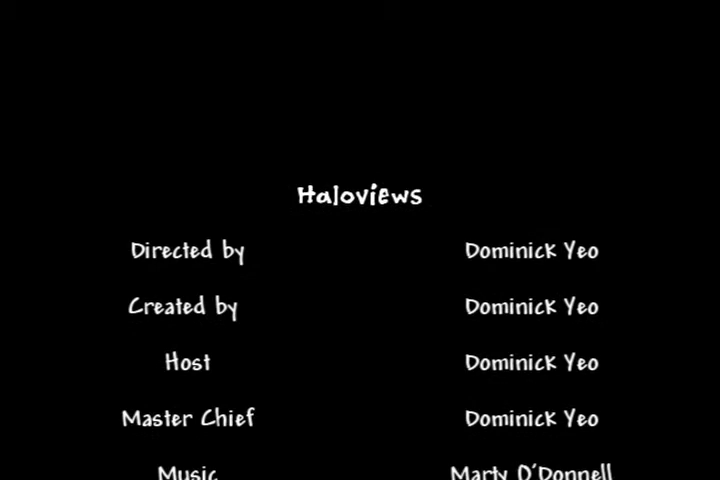 Haloviews
Directed by Dominick Yeo
Created by Dominick Yeo
Host Dominick Yeo
Master Chief Dominick Yeo
Music Marty O'Donnell